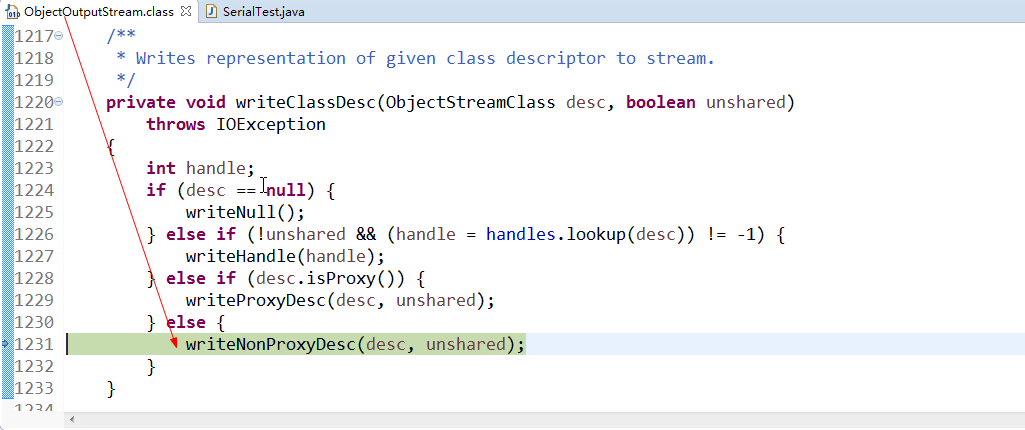 ObjectOutputStream.class SerialTest.java
1217 /**
1218 * Writes representation of given class descriptor to stream.
1219 */
1220 private void writeClassDesc(ObjectStreamClass desc, boolean unshared)
1221 throws IOException
1222 {
1223 int handle;
1224 if (desc == null) {
1225 writeNull();
1226 } else if (!unshared && (handle = handles.lookup(desc)) != -1) {
1227 writeHandle(handle);
1228 } else if (desc.isProxy()) {
1229 writeProxyDesc(desc, unshared);
1230 } else {
1231 writeNonProxyDesc(desc, unshared);
1232 }
1233 }
1234